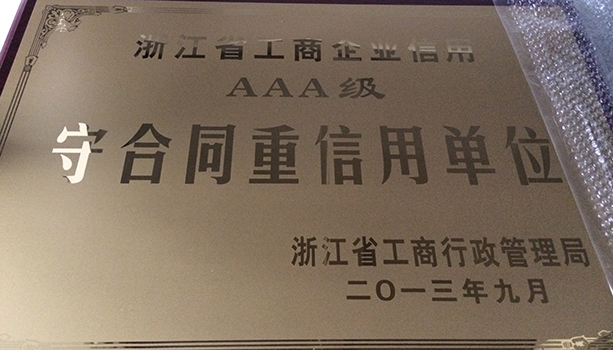 浙江省工商企业信用
AAA级
守合同重信用单位
浙江省工商行政管理局
二〇一三年九月